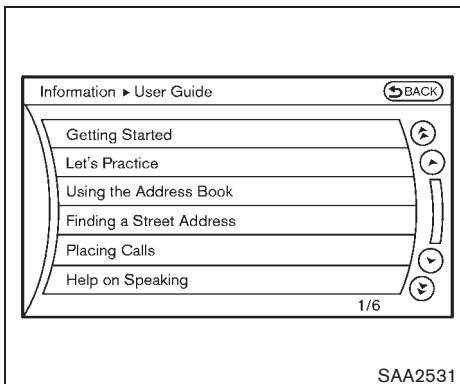 Information ▸ User Guide BACK
Getting Started
Let's Practice
Using the Address Book
Finding a Street Address
Placing Calls
Help on Speaking
1/6
SAA2531